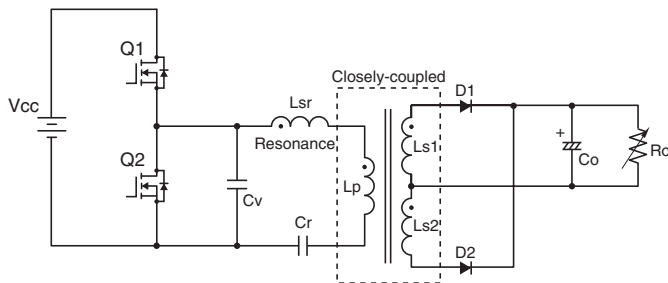 Q1
Closely-coupled
D1
Vcc
Lsr
+
Resonance
Ls1
Co
Ro
Q2
Lp
Cv
Ls2
Cr
D2